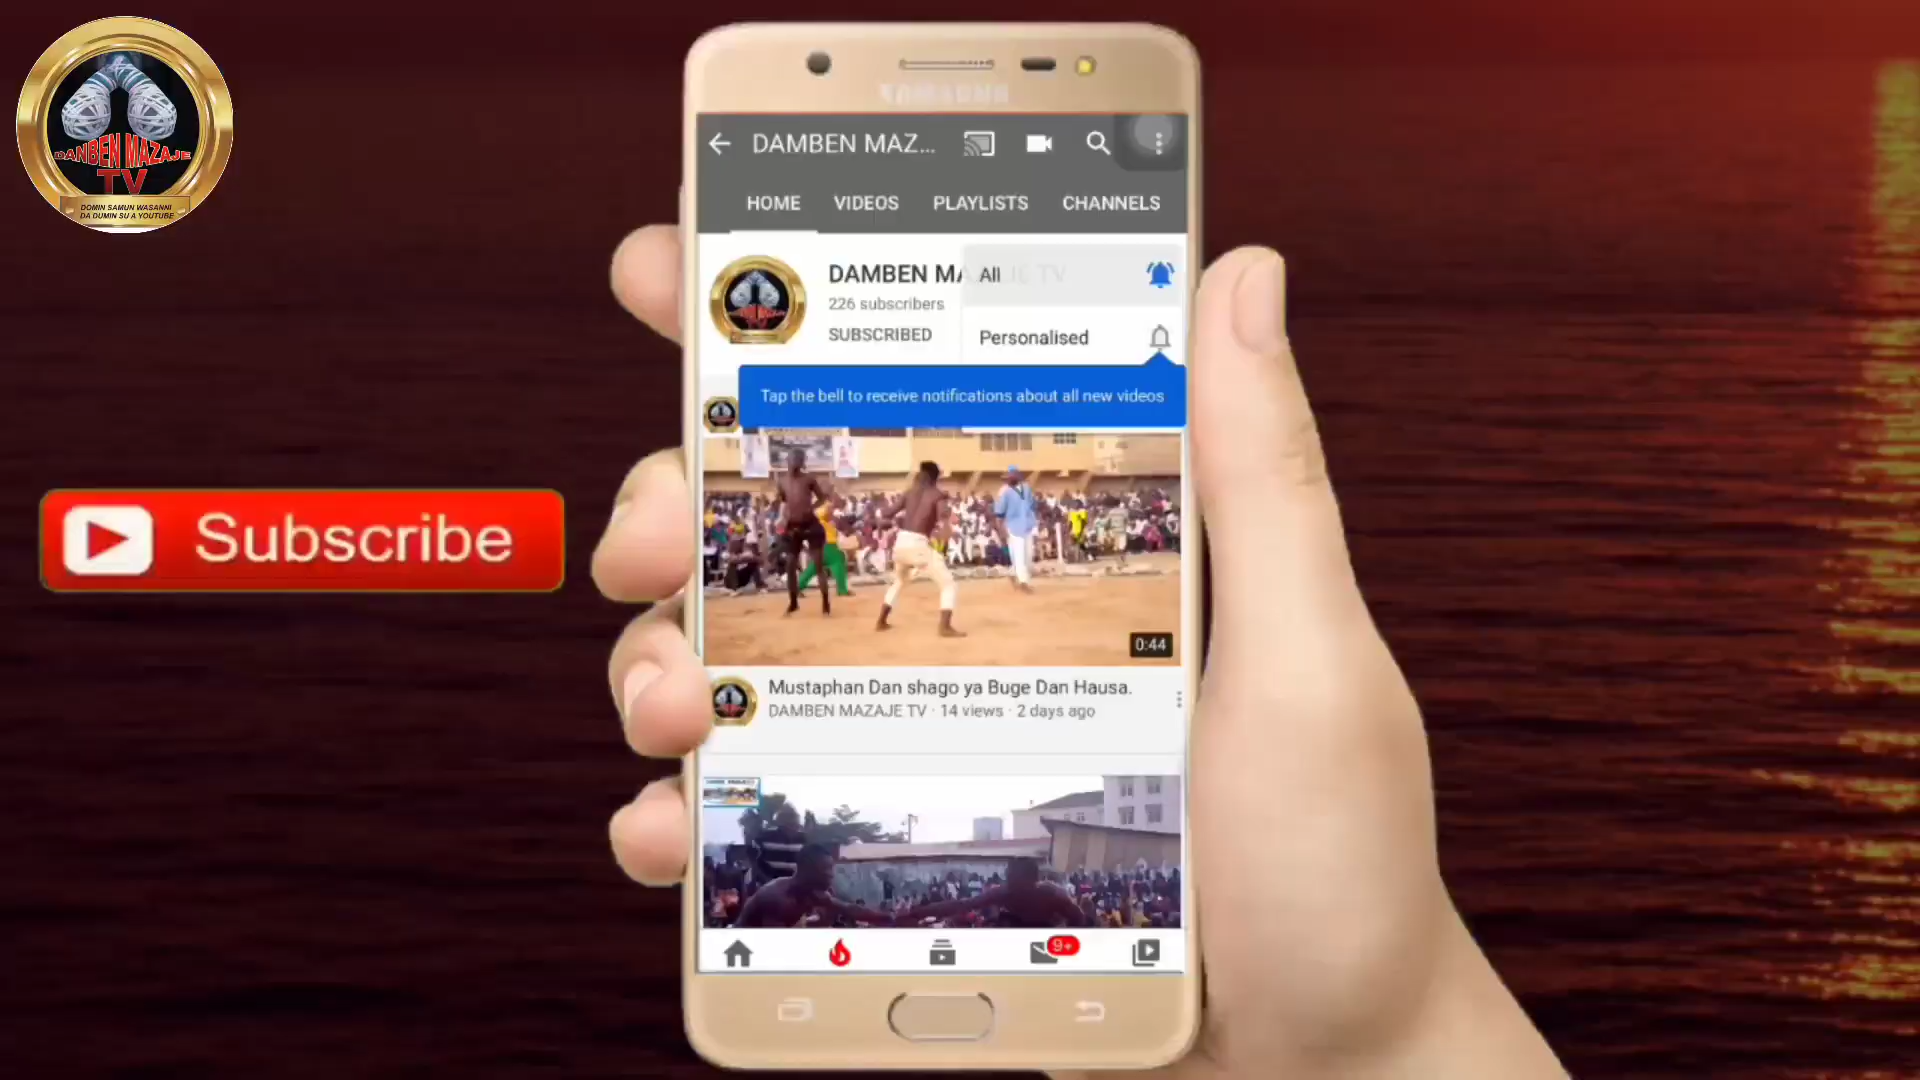 DANBEN MAZAJE
TV
DOMIN SAMUN WASANNI
DA DUMIN SU A YOUTUBE
Subscribe
SAMSUNG
DAMBEN MAZ...
HOME VIDEOS PLAYLISTS CHANNELS
DAMBEN MA All
226 subscribers
SUBSCRIBED
Personalised
Tap the bell to receive notifications about all new videos
0:44
Mustaphan Dan shago ya Buge Dan Hausa.
DAMBEN MAZAJE TV · 14 views · 2 days ago
9+